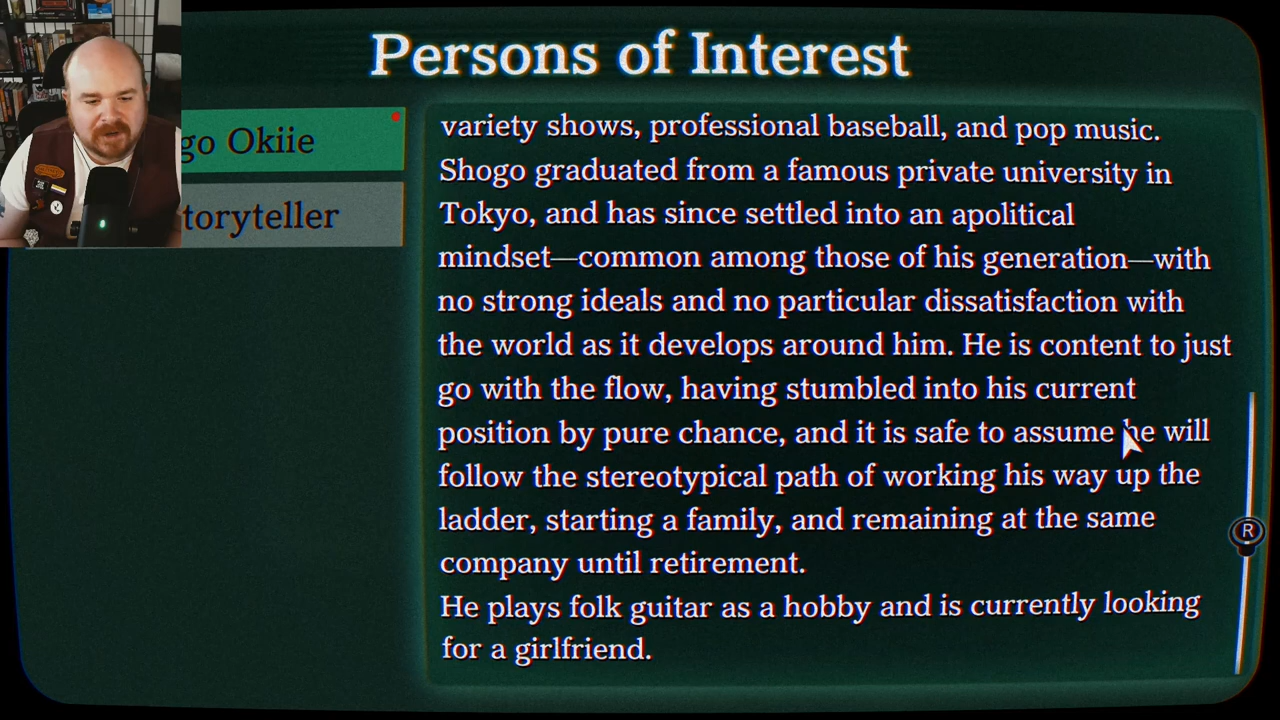 Persons of Interest
go Okiie
toryteller
variety shows, professional baseball, and pop music.
Shogo graduated from a famous private university in
Tokyo, and has since settled into an apolitical
mindset—common among those of his generation—with
no strong ideals and no particular dissatisfaction with
the world as it develops around him. He is content to just
go with the flow, having stumbled into his current
position by pure chance, and it is safe to assume he will
follow the stereotypical path of working his way up the
ladder, starting a family, and remaining at the same
company until retirement.
He plays folk guitar as a hobby and is currently looking
for a girlfriend.
R